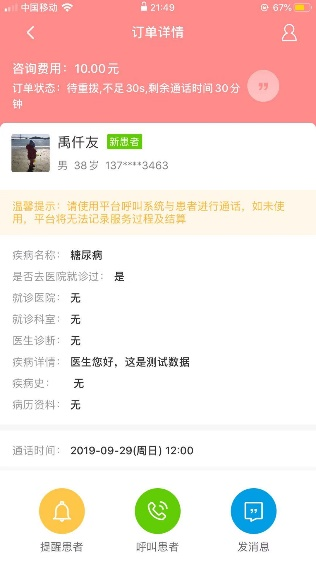 中国移动 21:49 67%
订单详情
咨询费用：10.00元
订单状态：待重拨,不足30s,剩余通话时间30分
钟
禹仟友 新患者
男 38岁 137****3463
温馨提示：请使用平台呼叫系统与患者进行通话，如未使
用，平台将无法记录服务过程及结算
疾病名称： 糖尿病
是否去医院就诊过： 是
就诊医院： 无
就诊科室： 无
医生诊断： 无
疾病详情： 医生您好，这是测试数据
疾病史： 无
病历资料： 无
通话时间： 2019-09-29(周日) 12:00
提醒患者 呼叫患者 发消息